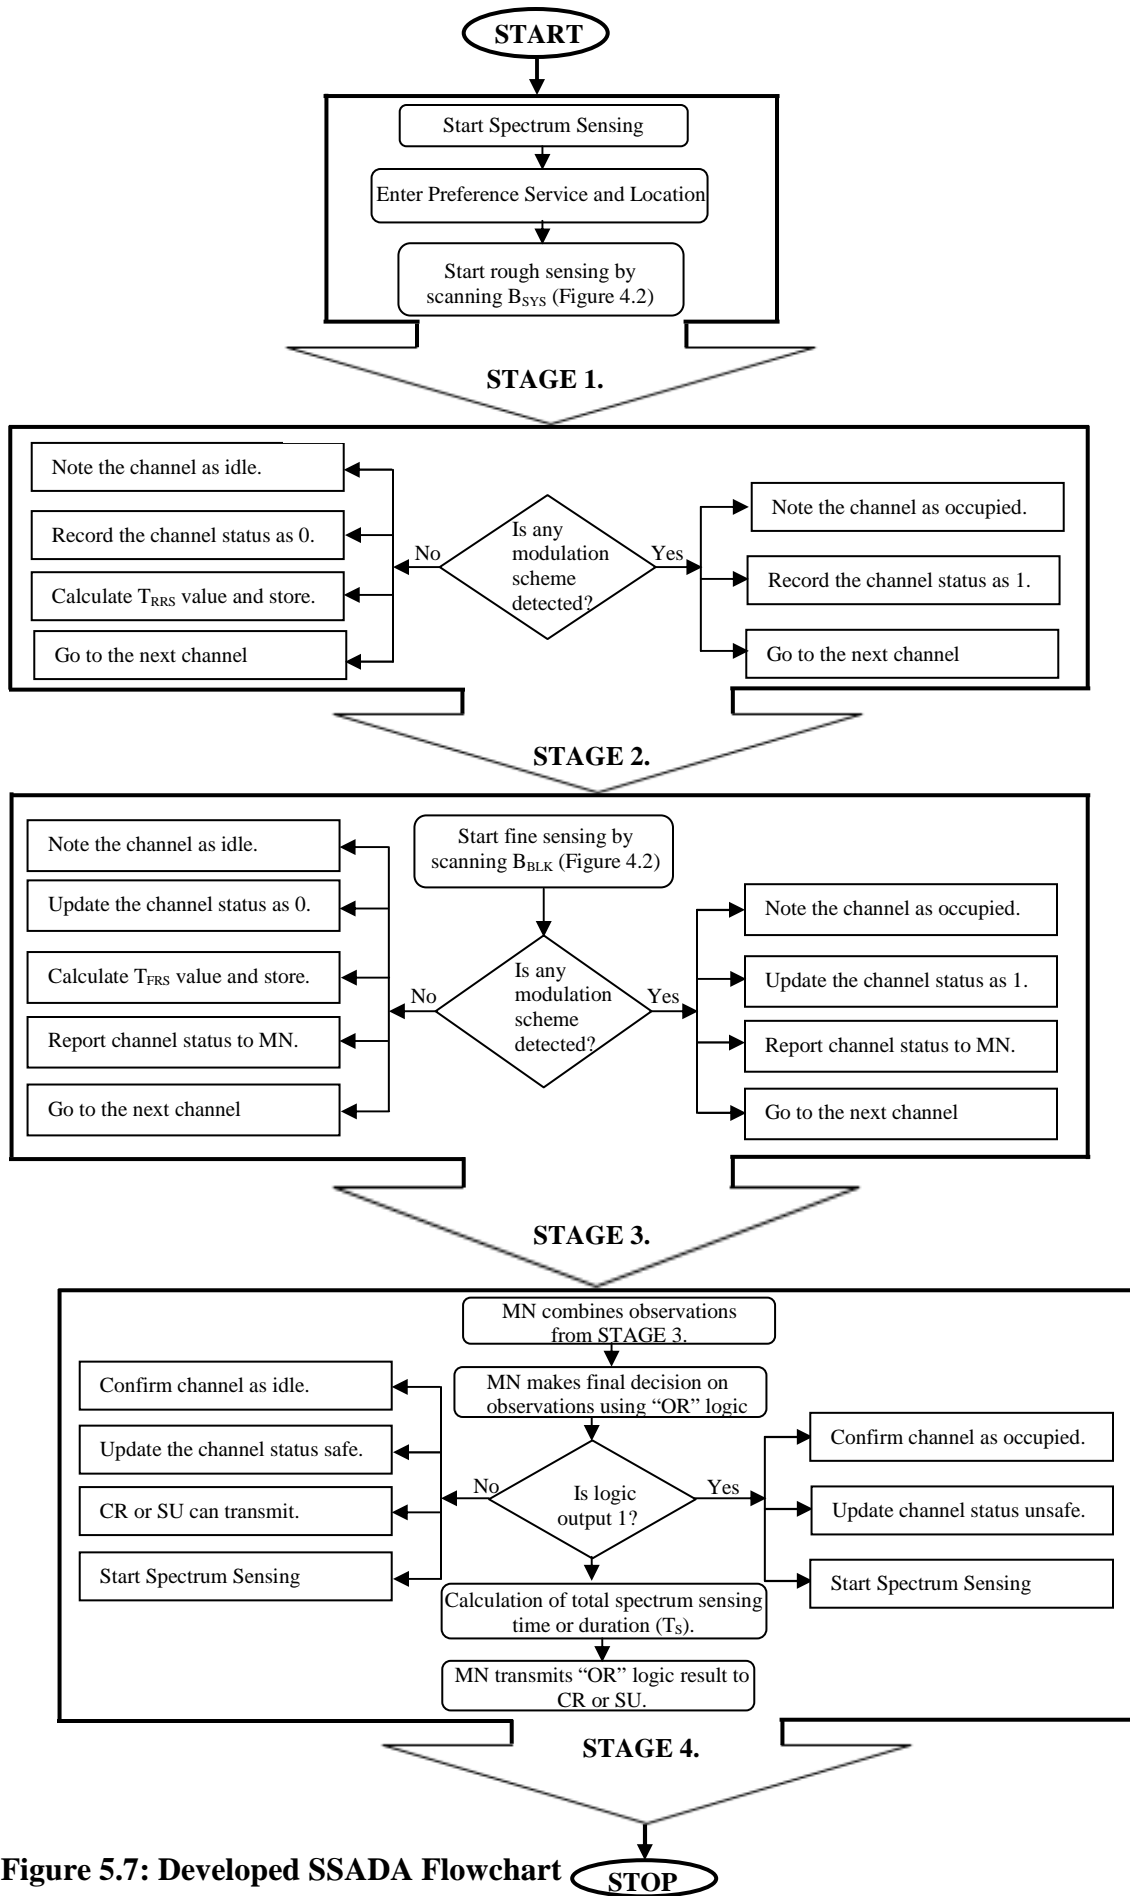 START
Start Spectrum Sensing
Enter Preference Service and Location
Start rough sensing by
scanning BSYS (Figure 4.2)
STAGE 1.
Note the channel as idle.
Record the channel status as 0.
Calculate TRRS value and store.
Go to the next channel
No
Is any
modulation
scheme
detected?
Yes
Note the channel as occupied.
Record the channel status as 1.
Go to the next channel
STAGE 2.
Start fine sensing by
scanning BBLK (Figure 4.2)
Note the channel as idle.
Update the channel status as 0.
Calculate TFRS value and store.
Report channel status to MN.
Go to the next channel
No
Is any
modulation
scheme
detected?
Yes
Note the channel as occupied.
Update the channel status as 1.
Report channel status to MN.
Go to the next channel
STAGE 3.
MN combines observations
from STAGE 3.
MN makes final decision on
observations using “OR” logic
Confirm channel as idle.
Update the channel status safe.
CR or SU can transmit.
Start Spectrum Sensing
No
Is logic
output 1?
Yes
Confirm channel as occupied.
Update channel status unsafe.
Start Spectrum Sensing
Calculation of total spectrum sensing
time or duration (TS).
MN transmits “OR” logic result to
CR or SU.
STAGE 4.
Figure 5.7: Developed SSADA Flowchart
STOP